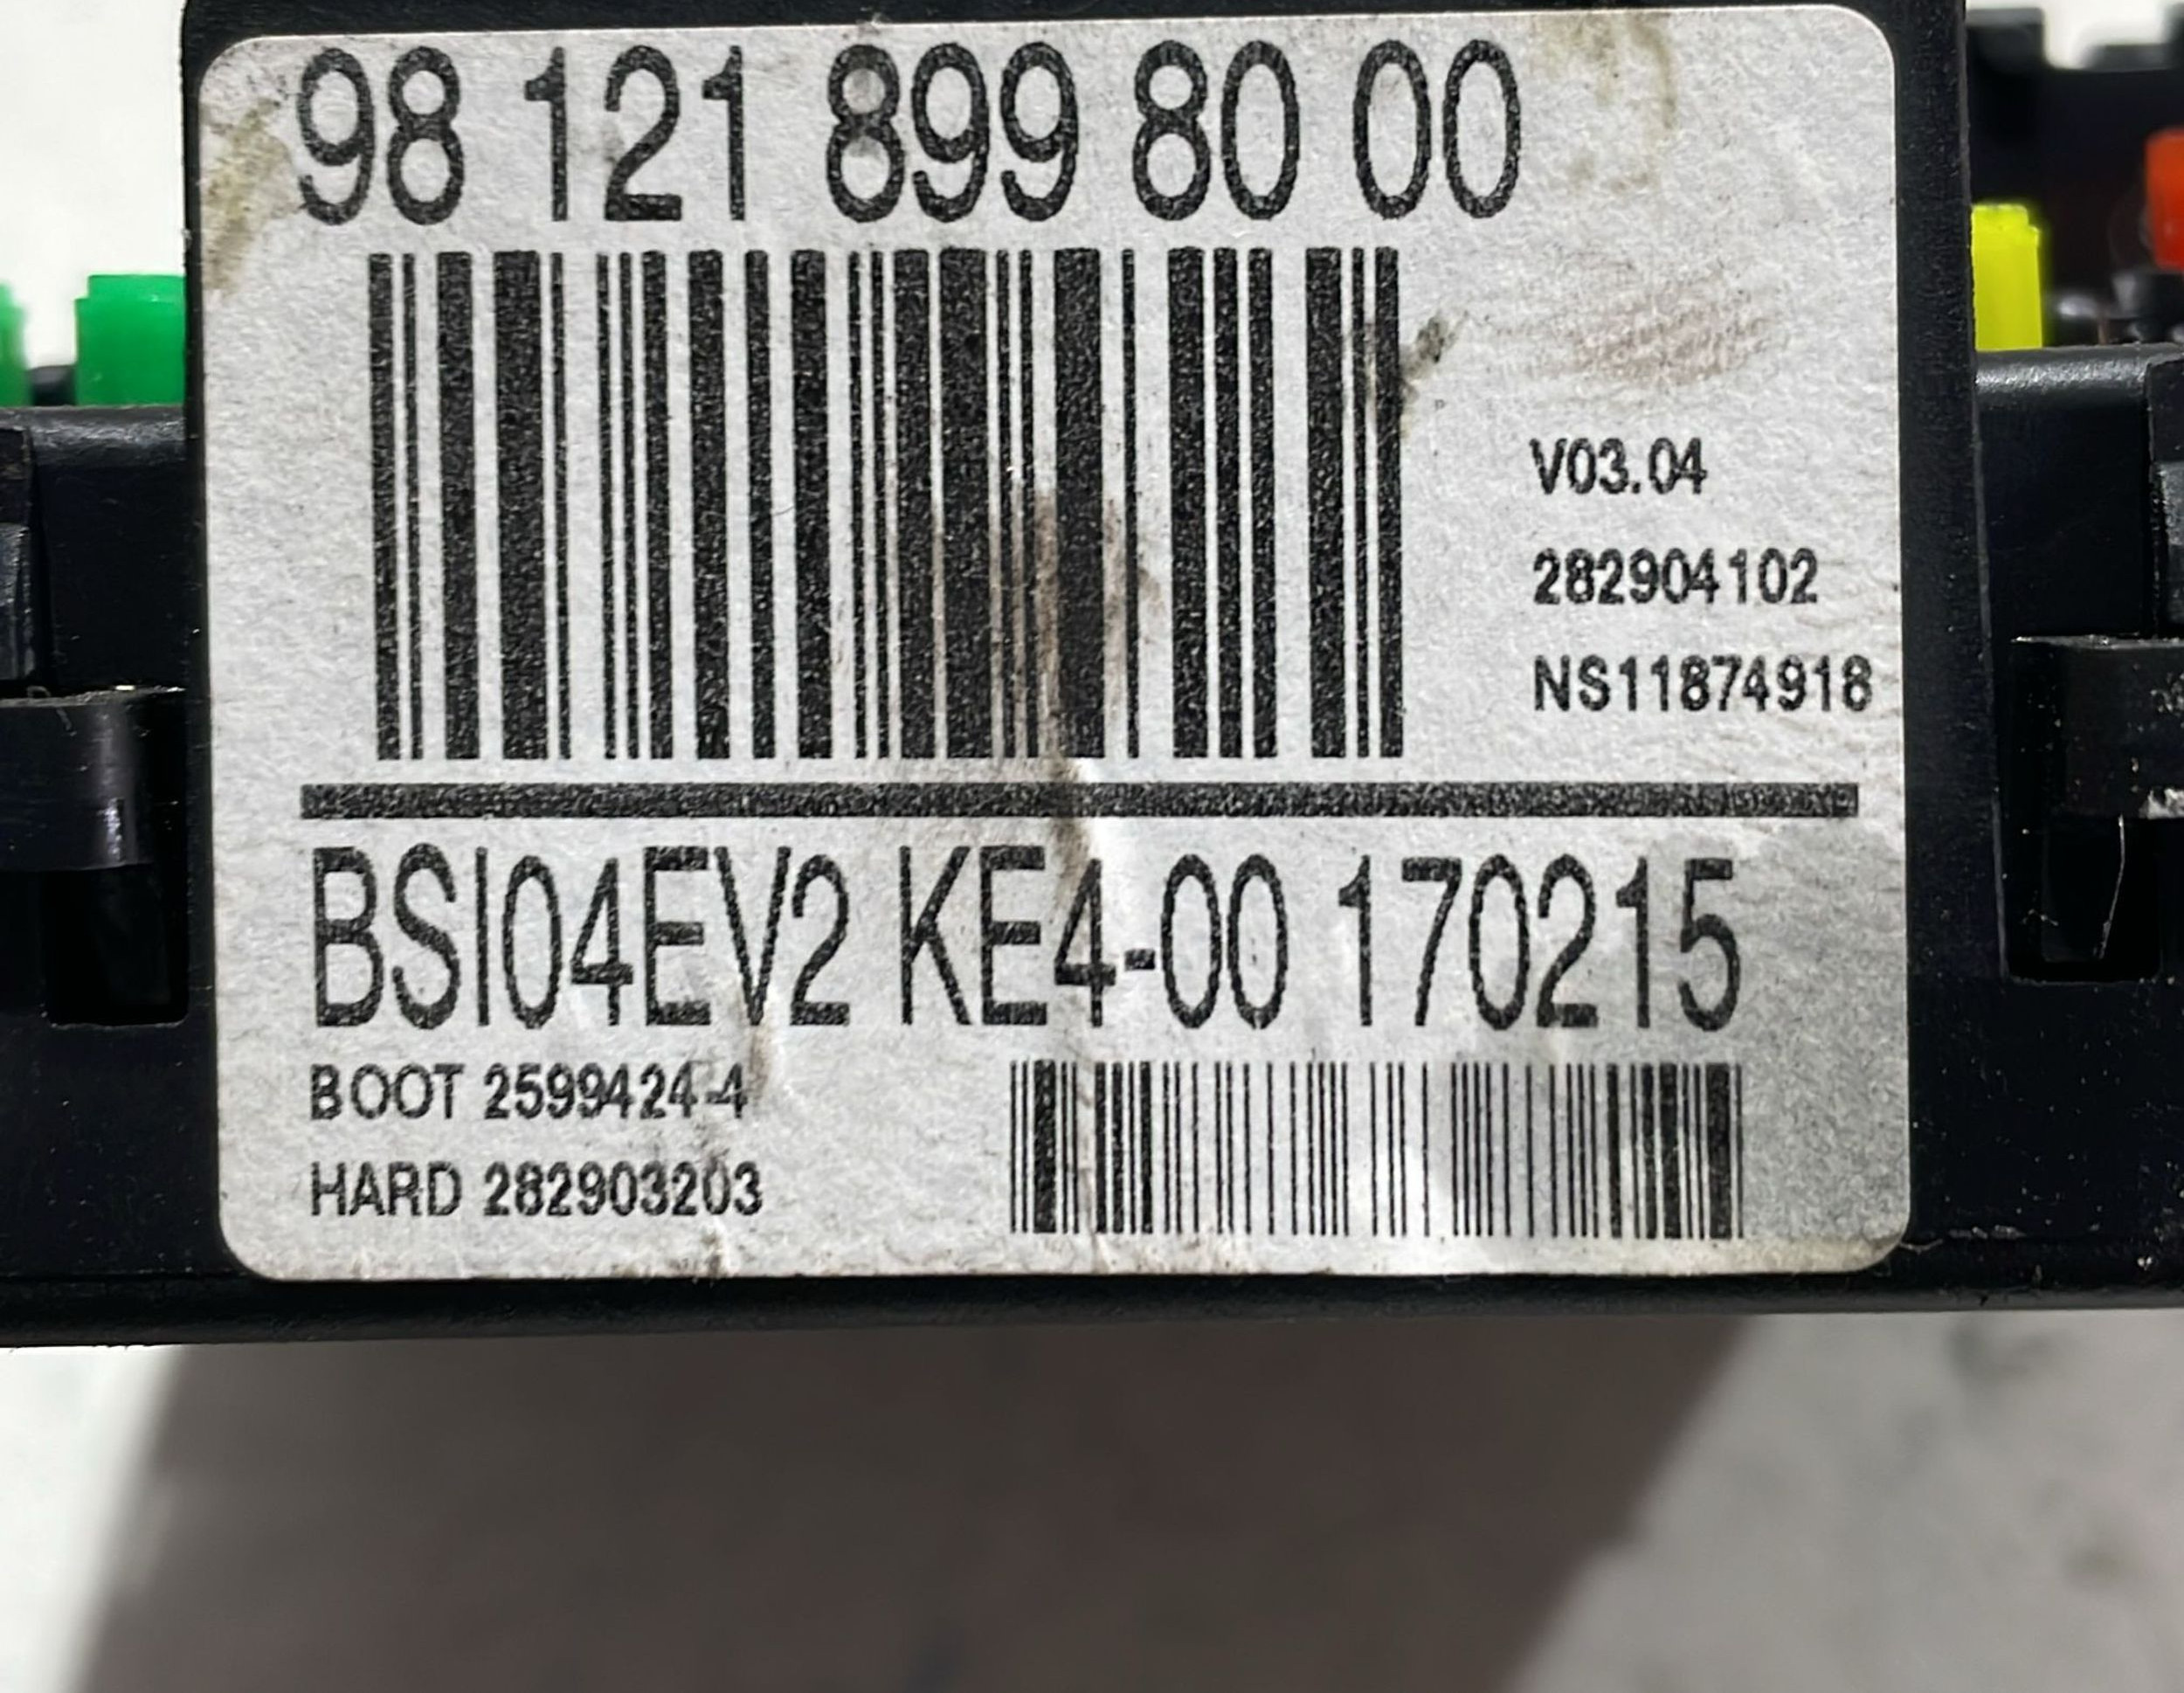 98 121 899 80 00
V03.04
282904102
NS11874918
BSI04EV2 KE4-00 170215
BOOT 2599424-4
HARD 282903203